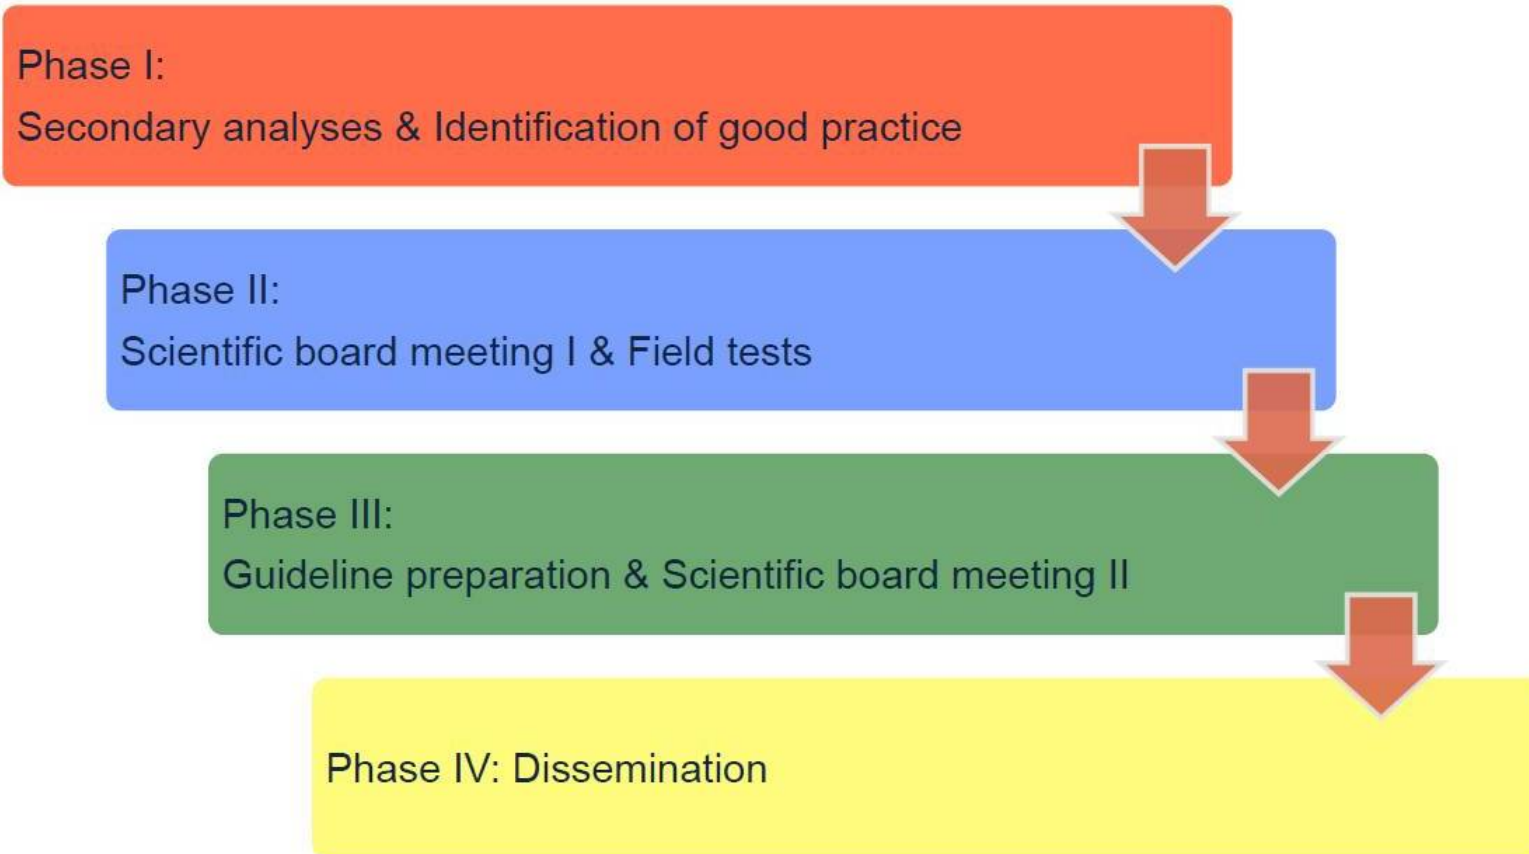 Phase I:
Secondary analyses & Identification of good practice
Phase II:
Scientific board meeting I & Field tests
Phase III:
Guideline preparation & Scientific board meeting II
Phase IV: Dissemination